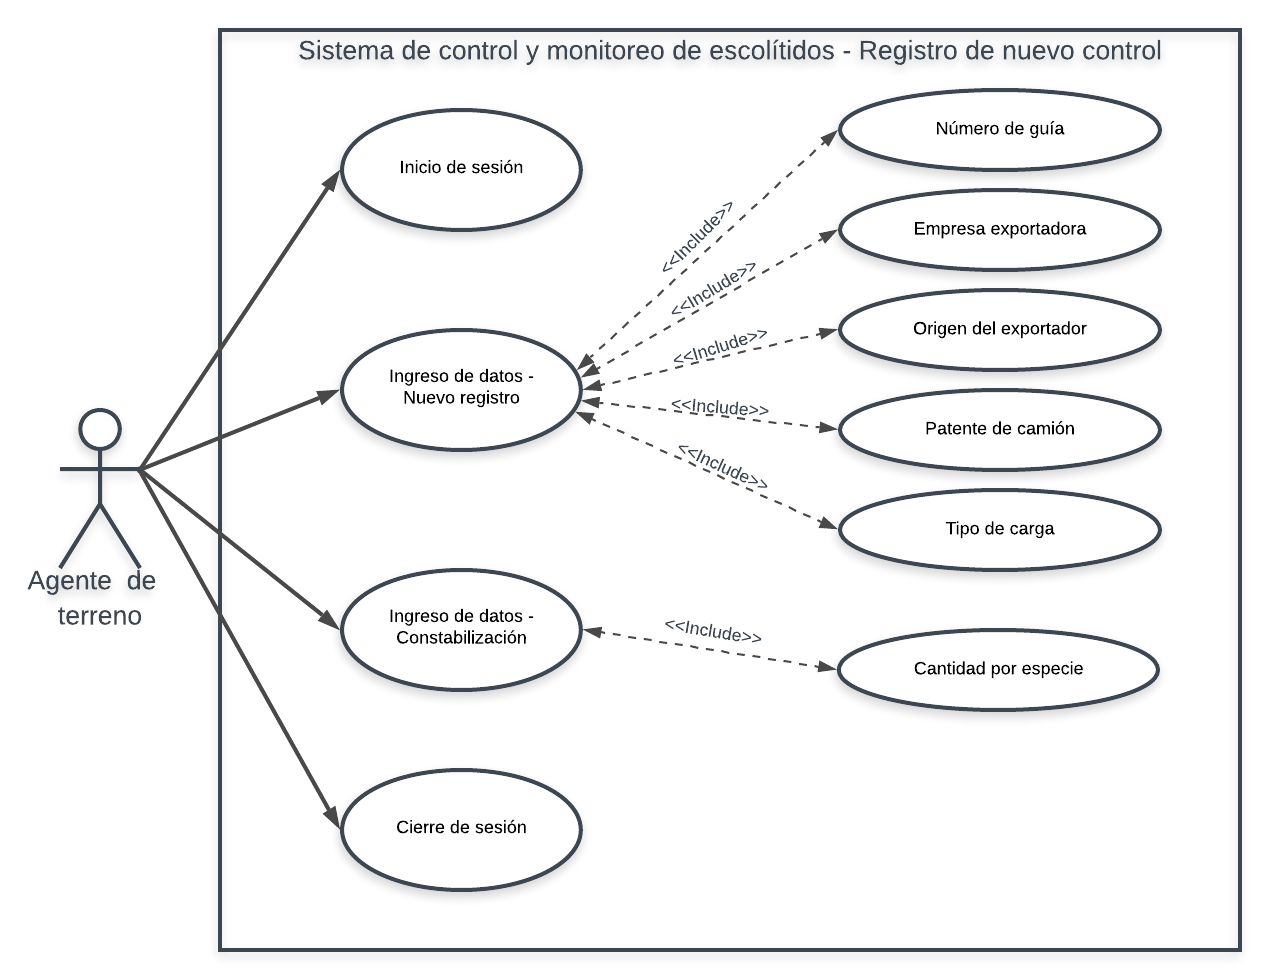 Sistema de control y monitoreo de escolítidos - Registro de nuevo control
Número de guía
Inicio de sesión
<<Include>>
Empresa exportadora
<<Include>>
Origen del exportador
<<Include>>
Ingreso de datos -
Nuevo registro
<<Include>>
Patente de camión
<<Include>>
Tipo de carga
Agente de
terreno
Ingreso de datos -
Constabilización
<<Include>>
Cantidad por especie
Cierre de sesión